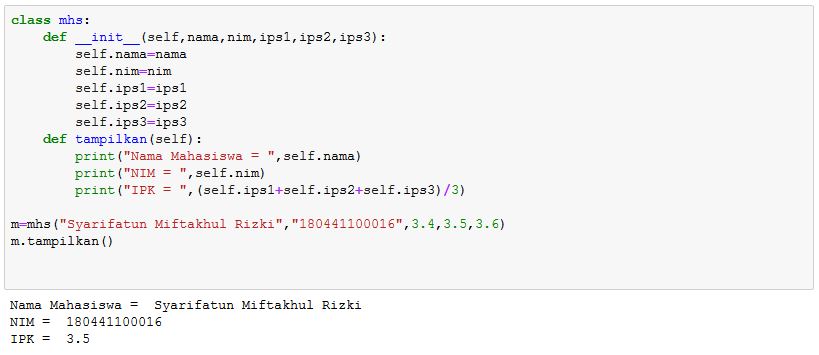 class mhs:
    def __init__(self,nama,nim,ips1,ips2,ips3):
        self.nama=nama
        self.nim=nim
        self.ips1=ips1
        self.ips2=ips2
        self.ips3=ips3
    def tampilkan(self):
        print("Nama Mahasiswa = ",self.nama)
        print("NIM = ",self.nim)
        print("IPK = ",(self.ips1+self.ips2+self.ips3)/3)
m=mhs("Syarifatun Miftakhul Rizki","180441100016",3.4,3.5,3.6)
m.tampilkan()
Nama Mahasiswa =  Syarifatun Miftakhul Rizki
NIM =  180441100016
IPK =  3.5